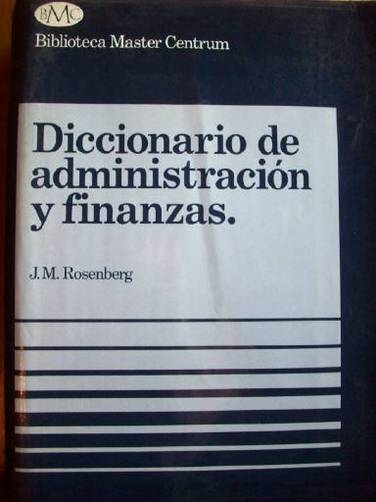 BMC
Biblioteca Master Centrum
Diccionario de
administración
y finanzas.
J. M. Rosenberg